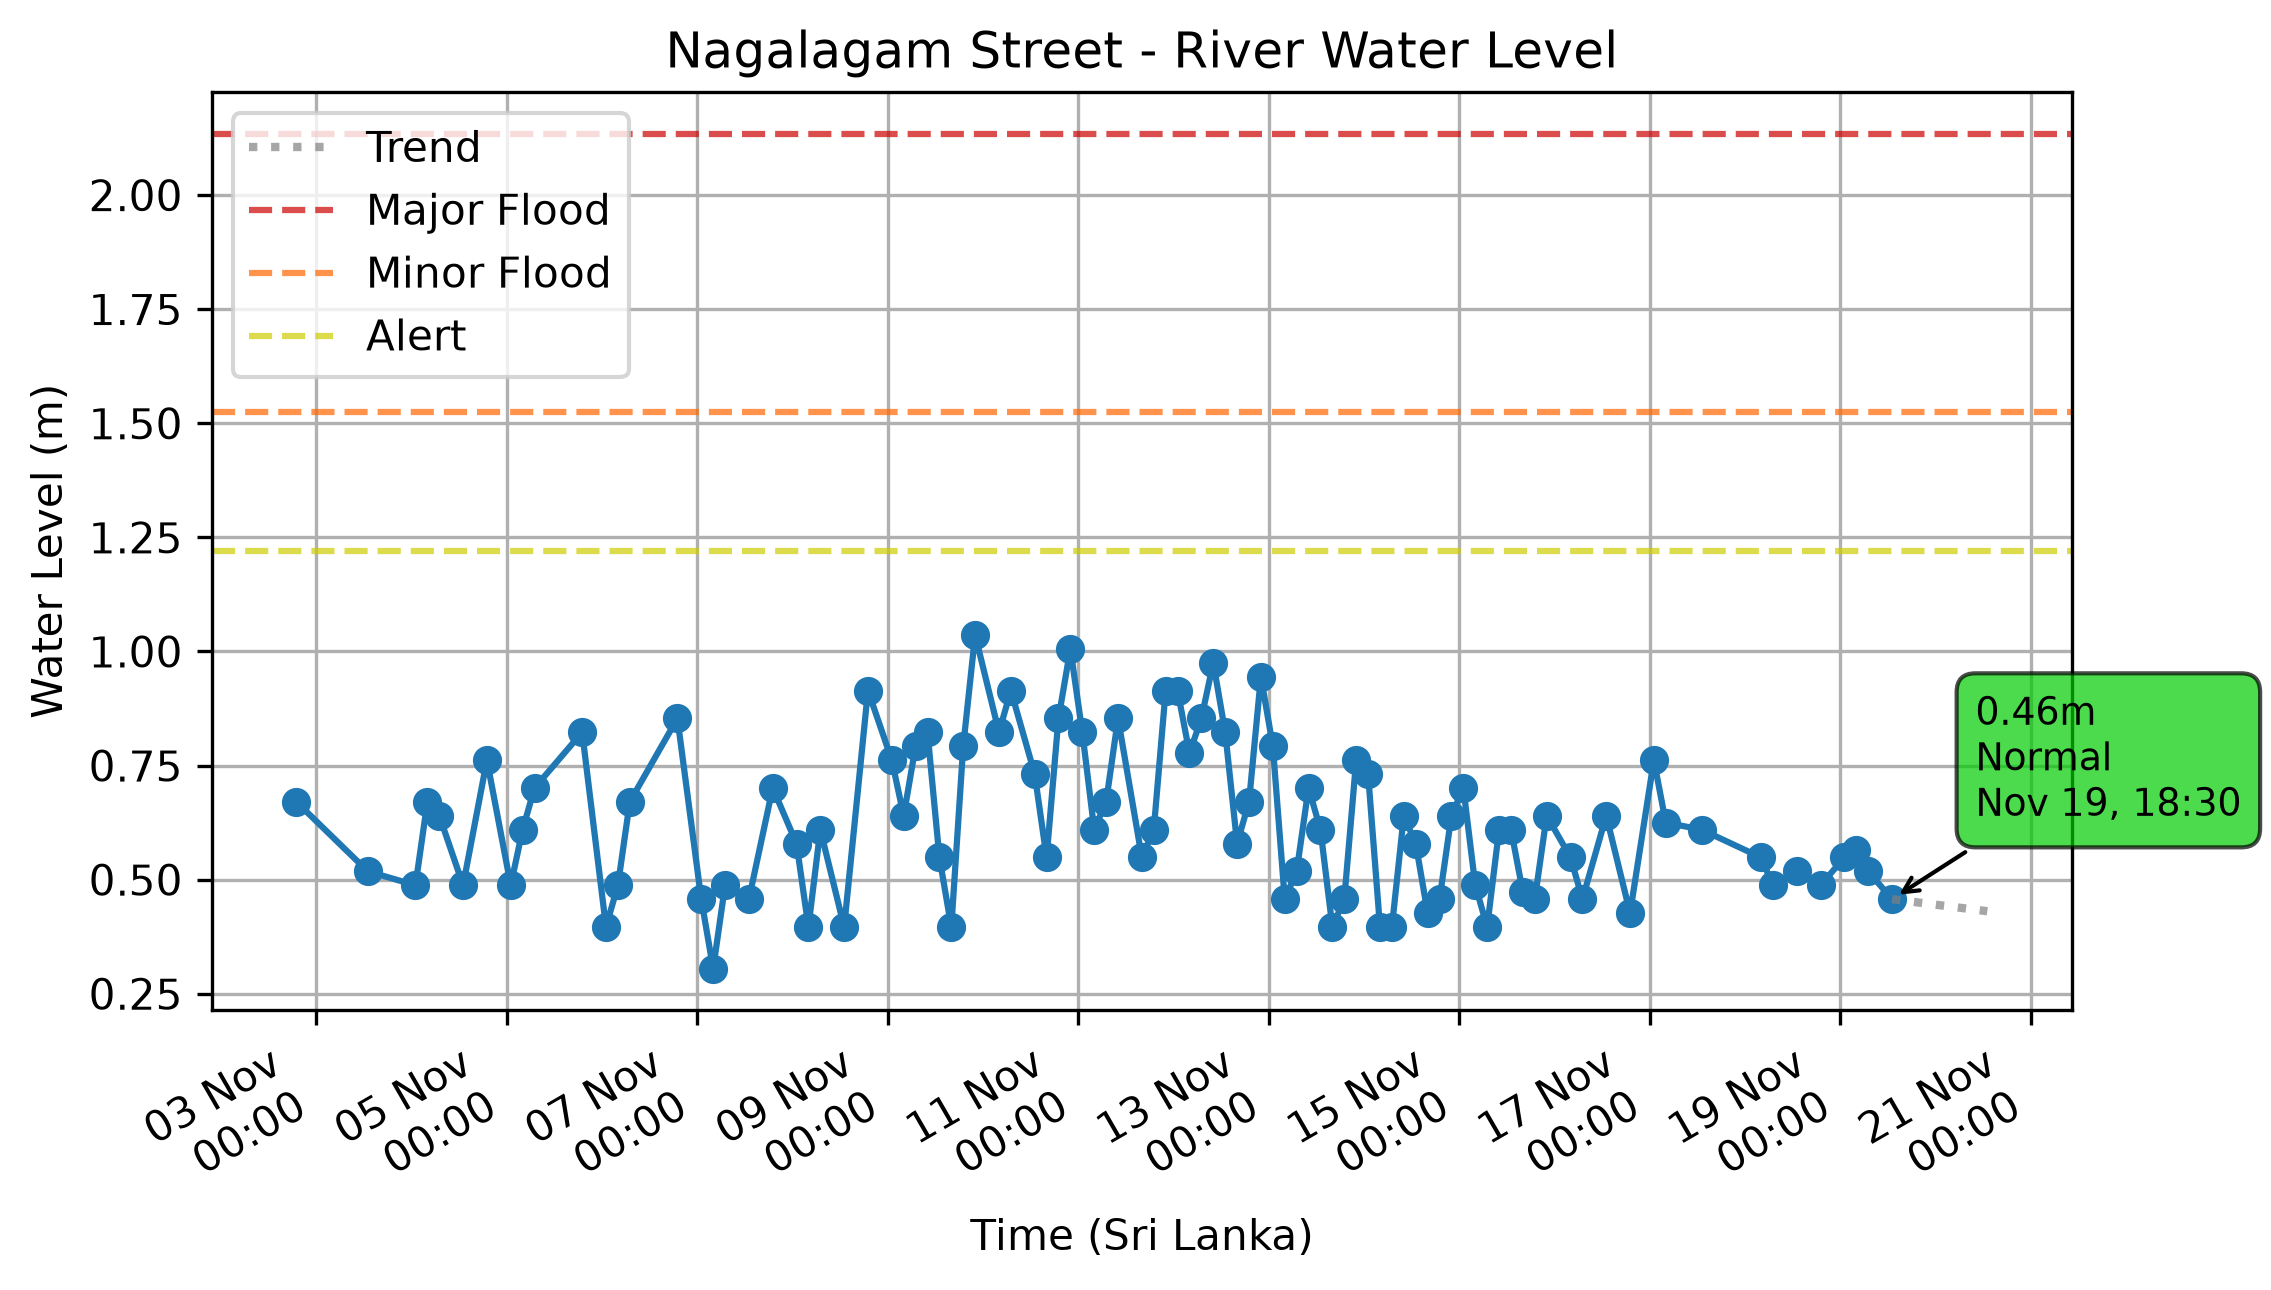 Nagalagam Street - River Water Level
Trend
Major Flood
Minor Flood
Alert
Water Level (m)
2.00
1.75
1.50
1.25
1.00
0.75
0.50
0.25
0.46m
Normal
Nov 19, 18:30
03 Nov
00:00
05 Nov
00:00
07 Nov
00:00
09 Nov
00:00
11 Nov
00:00
13 Nov
00:00
15 Nov
00:00
17 Nov
00:00
19 Nov
00:00
21 Nov
00:00
Time (Sri Lanka)